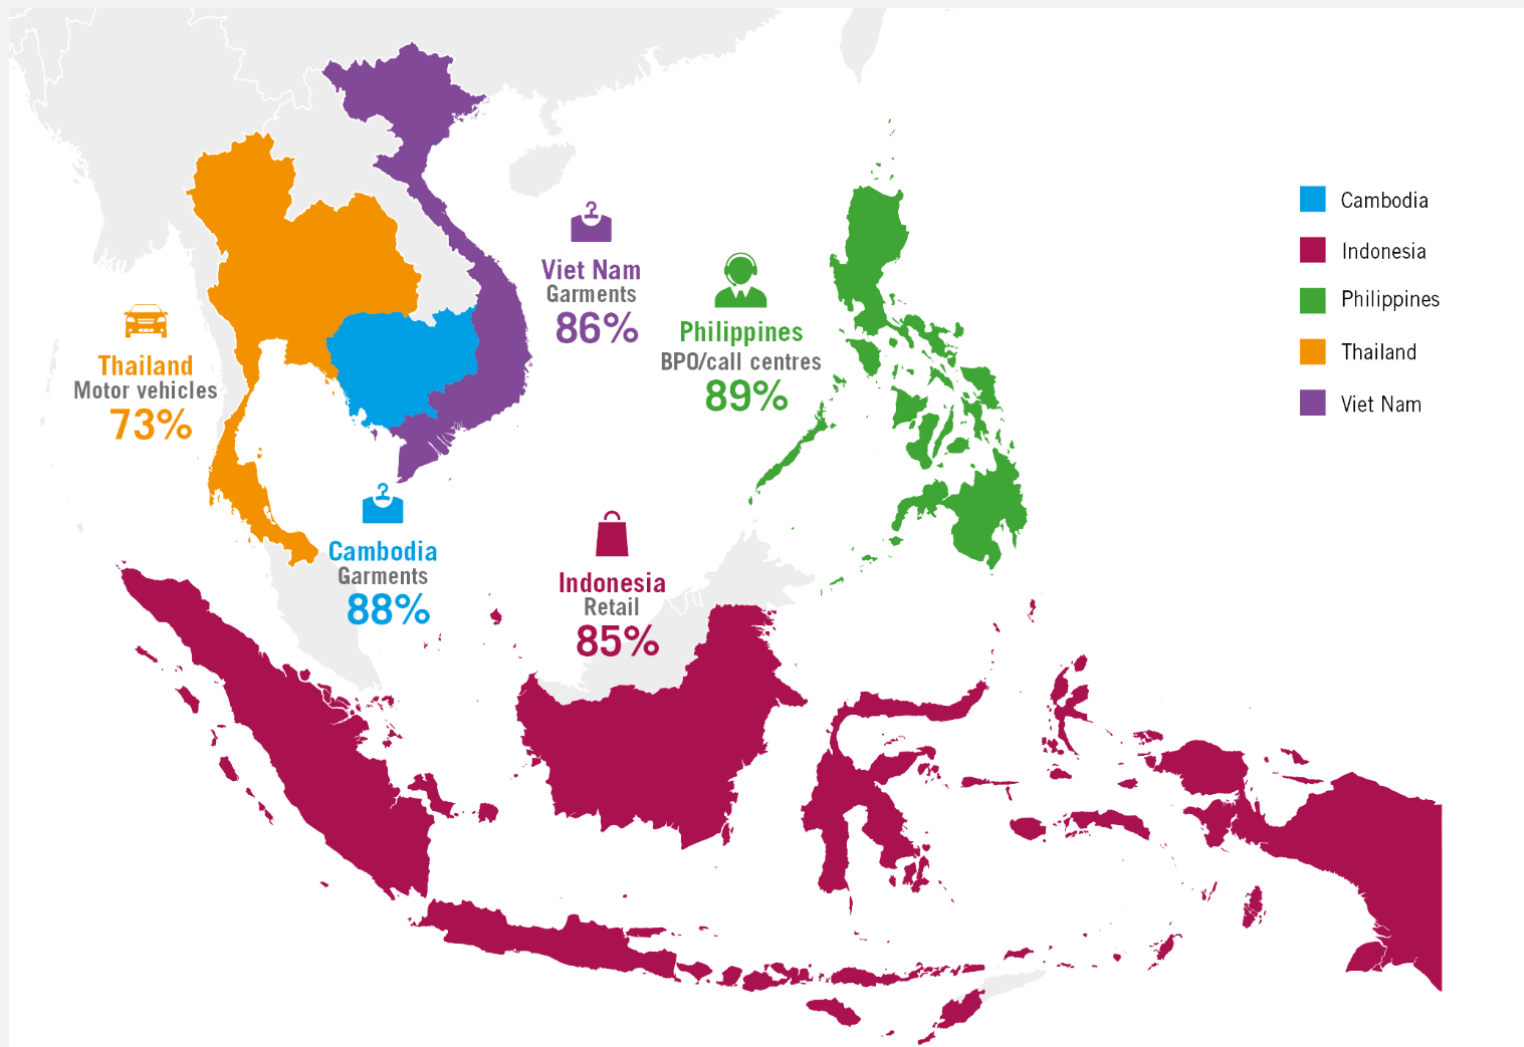 Viet Nam
Garments
86%
Philippines
BPO/call centres
89%
Thailand
Motor vehicles
73%
Cambodia
Garments
88%
Indonesia
Retail
85%
Cambodia
Indonesia
Philippines
Thailand
Viet Nam